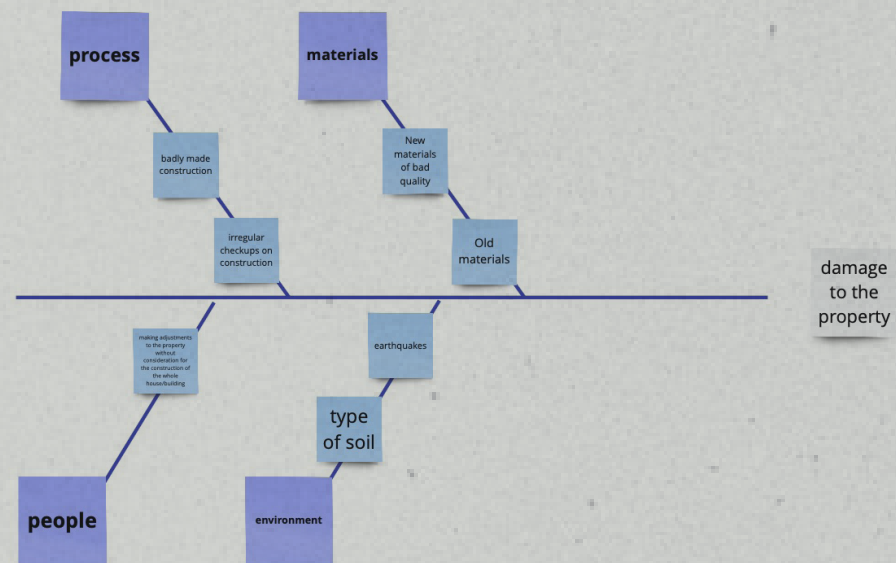 process
materials
badly made
construction
New
materials
of bad
quality
irregular
checkups on
construction
Old
materials
damage
to the
property
making adjustments
to the property
without
consideration for
the construction of
the whole
house/building
earthquakes
type
of soil
people
environment